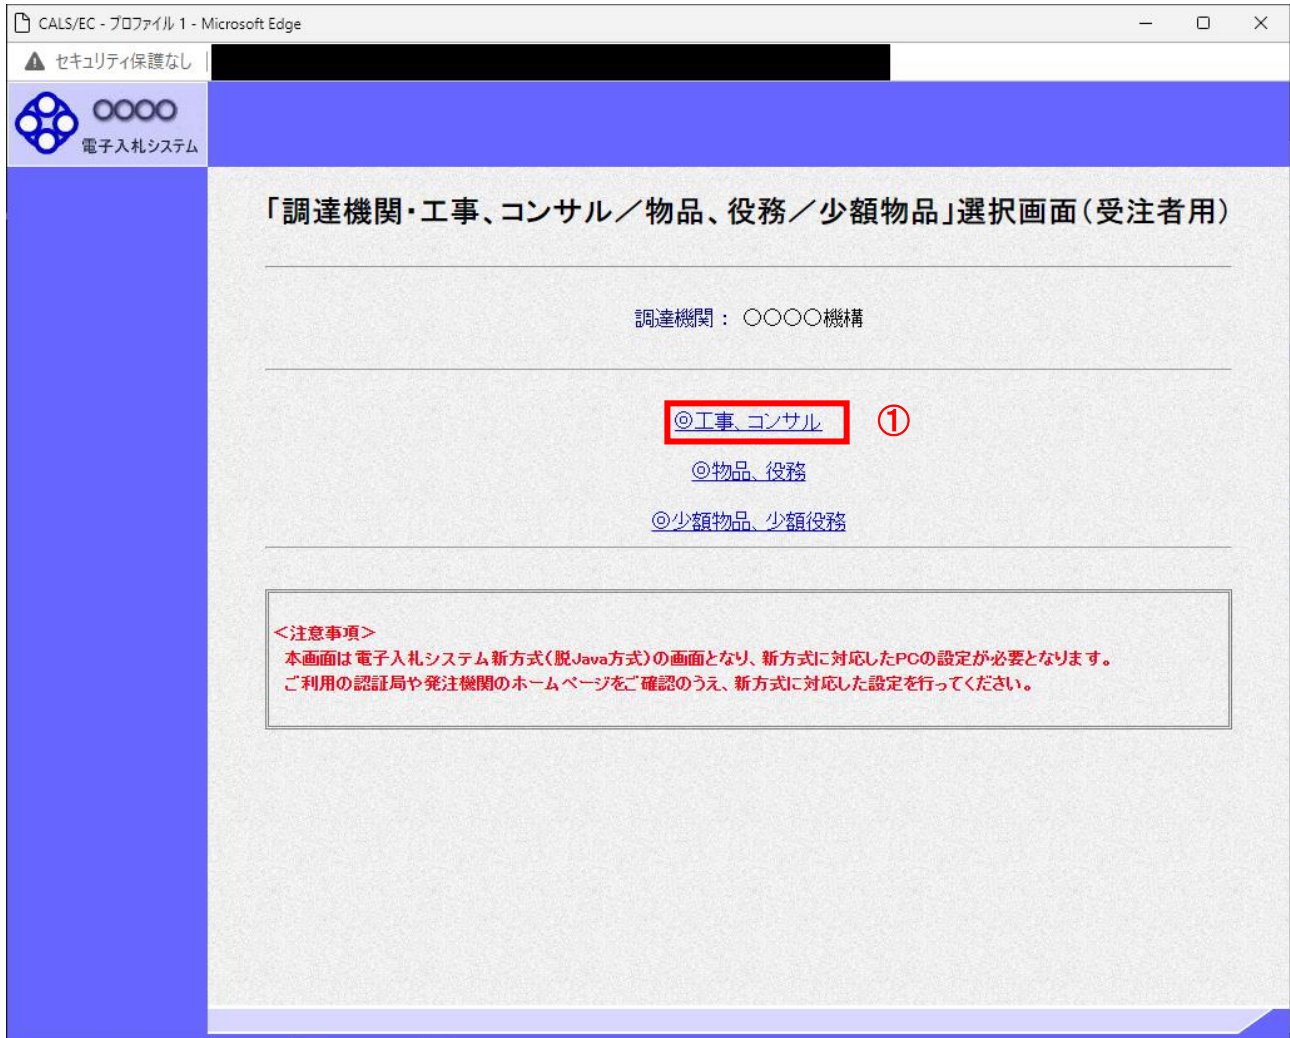 CALS/EC - プロファイル 1 - Microsoft Edge
セキュリティ保護なし
〇〇〇〇
電子入札システム
「調達機関・工事、コンサル／物品、役務／少額物品」選択画面（受注者用）
調達機関： 〇〇〇〇機構
◎工事、コンサル ①
◎物品、役務
◎少額物品、少額役務
＜注意事項＞
本画面は電子入札システム新方式（脱Java方式）の画面となり、新方式に対応したPCの設定が必要となります。
ご利用の認証局や発注機関のホームページをご確認のうえ、新方式に対応した設定を行ってください。